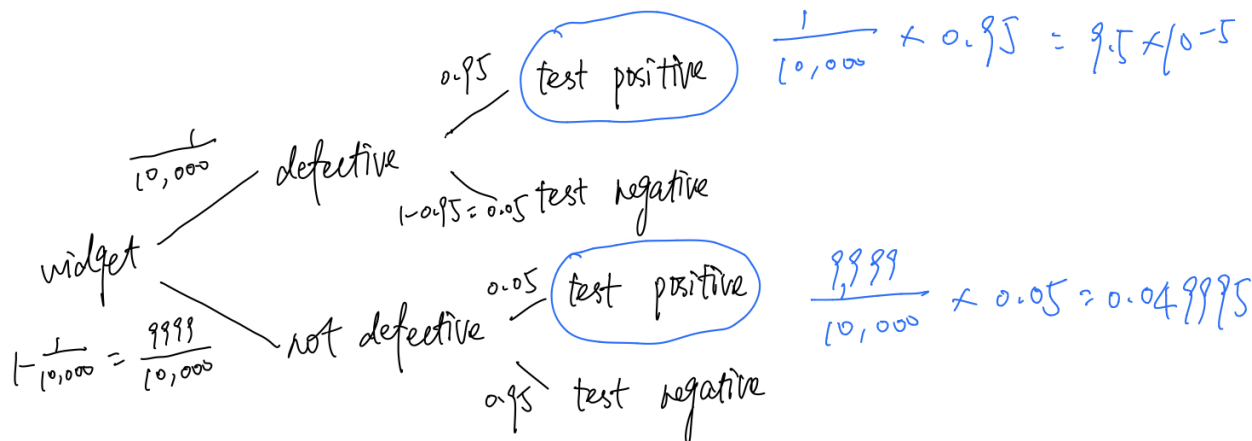 0.95 test positive 1/10,000 × 0.95 = 9.5×10-5
1/10,000 defective
1-0.95=0.05 test negative
widget
0.05 test positive 9,999/10,000 × 0.05=0.049995
1-1/10,000 = 9999/10,000 not defective
0.95 test negative